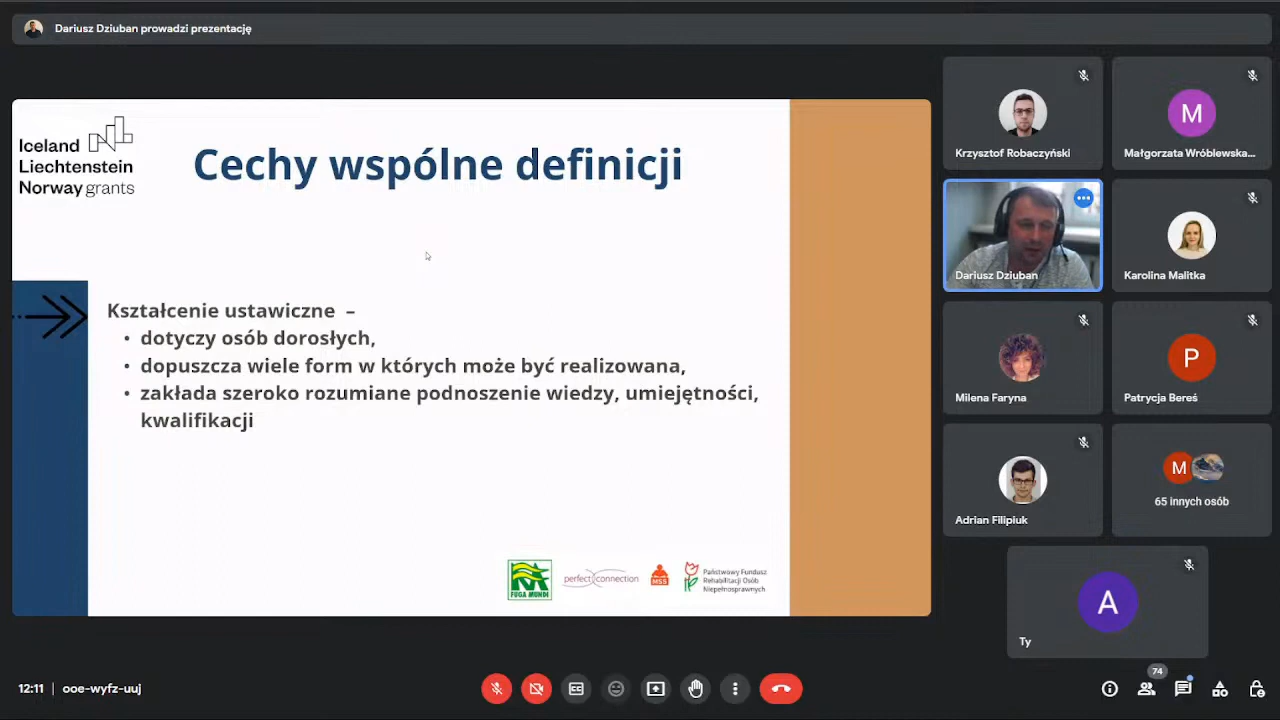 Dariusz Dziuban prowadzi prezentację
Iceland
Liechtenstein
Norway grants
Cechy wspólne definicji
Kształcenie ustawiczne –
• dotyczy osób dorosłych,
• dopuszcza wiele form w których może być realizowana,
• zakłada szeroko rozumiane podnoszenie wiedzy, umiejętności,
kwalifikacji
FUGA MUNDI
perfect connection
MSS
Państwowy Fundusz
Rehabilitacji Osób
Niepełnosprawnych
Krzysztof Robaczyński
M
Małgorzata Wróblewska...
Dariusz Dziuban
Karolina Malitka
Milena Faryna
P
Patrycja Bereś
Adrian Filipiuk
M
65 innych osób
A
Ty
12:11 | ooe-wyfz-uuj
CC
74